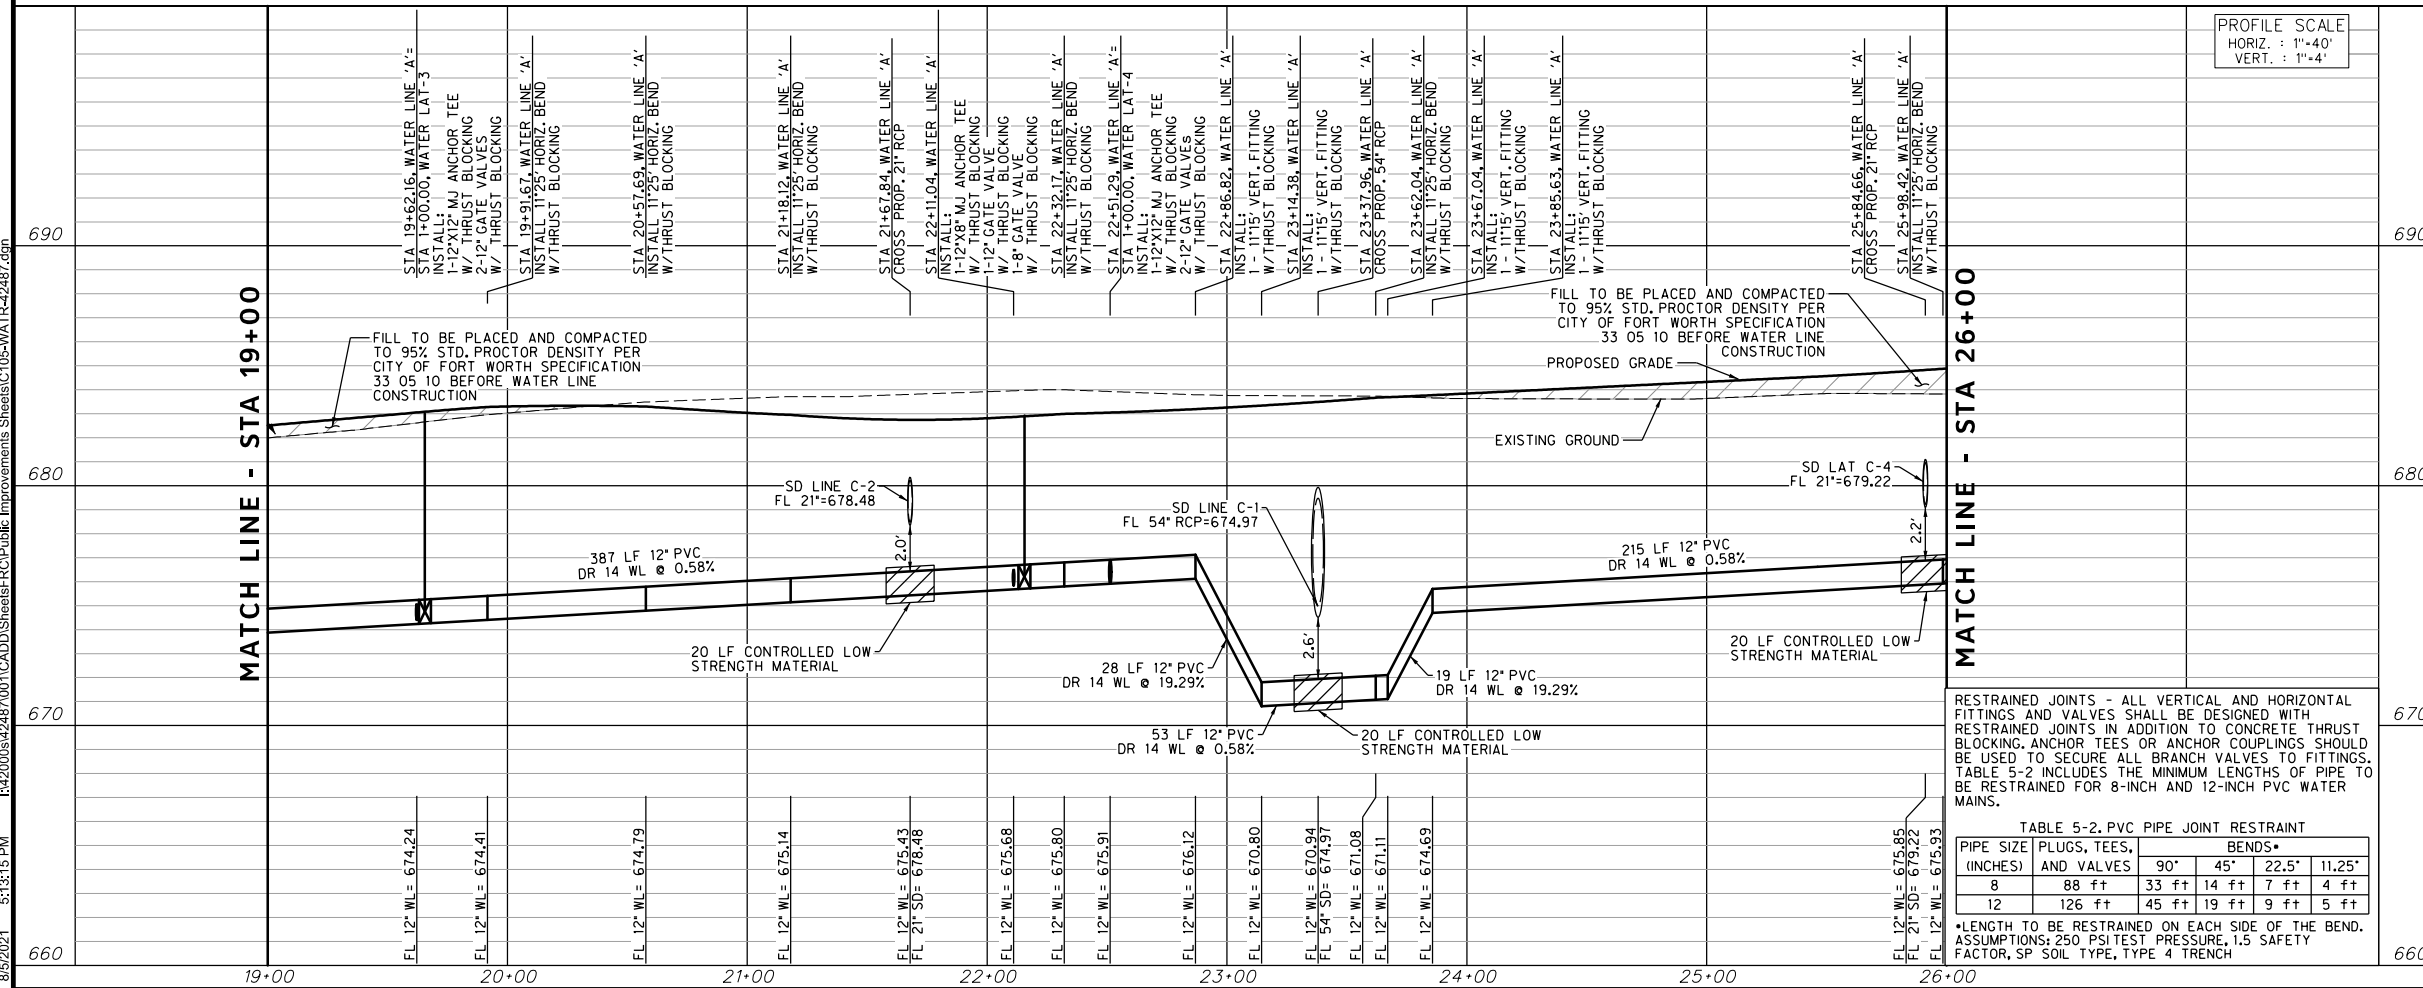 PROFILE SCALE
HORIZ. : 1"=40'
VERT. : 1"=4'
STA 19+62.16, WATER LINE 'A'=
STA 1+00.00, WATER LAT-3
INSTALL:
1-12"X12" MJ ANCHOR TEE
W/ THRUST BLOCKING
2-12" GATE VALVES
W/ THRUST BLOCKING
STA 19+91.67, WATER LINE 'A'
INSTALL 11°25' HORIZ. BEND
W/THRUST BLOCKING
STA 20+57.69, WATER LINE 'A'
INSTALL 11°25' HORIZ. BEND
W/THRUST BLOCKING
STA 21+18.12, WATER LINE 'A'
INSTALL 11°25' HORIZ. BEND
W/THRUST BLOCKING
STA 21+67.84, WATER LINE 'A'
CROSS PROP. 21" RCP
STA 22+11.04, WATER LINE 'A'
INSTALL:
1-12"X8" MJ ANCHOR TEE
W/ THRUST BLOCKING
1-12" GATE VALVE
W/ THRUST BLOCKING
1-8" GATE VALVE
W/ THRUST BLOCKING
STA 22+32.17, WATER LINE 'A'
INSTALL 11°25' HORIZ. BEND
W/THRUST BLOCKING
STA 22+51.29, WATER LINE 'A'=
STA 1+00.00, WATER LAT-4
INSTALL:
1-12"X12" MJ ANCHOR TEE
W/ THRUST BLOCKING
2-12" GATE VALVEs
W/ THRUST BLOCKING
STA 22+86.82, WATER LINE 'A'
INSTALL:
1 - 11°15' VERT. FITTING
W/THRUST BLOCKING
STA 23+14.38, WATER LINE 'A'
INSTALL:
1 - 11°15' VERT. FITTING
W/THRUST BLOCKING
STA 23+37.96, WATER LINE 'A'
CROSS PROP. 54" RCP
STA 23+62.04, WATER LINE 'A'
INSTALL 11°25' HORIZ. BEND
W/THRUST BLOCKING
STA 23+67.04, WATER LINE 'A'
INSTALL:
1 - 11°15' VERT. FITTING
W/THRUST BLOCKING
STA 23+85.63, WATER LINE 'A'
INSTALL:
1 - 11°15' VERT. FITTING
W/THRUST BLOCKING
STA 25+84.66, WATER LINE 'A'
CROSS PROP. 21" RCP
STA 25+98.42, WATER LINE 'A'
INSTALL 11°25' HORIZ. BEND
W/THRUST BLOCKING
690
690
MATCH LINE - STA 19+00
MATCH LINE - STA 26+00
FILL TO BE PLACED AND COMPACTED
TO 95% STD. PROCTOR DENSITY PER
CITY OF FORT WORTH SPECIFICATION
33 05 10 BEFORE WATER LINE
CONSTRUCTION
FILL TO BE PLACED AND COMPACTED
TO 95% STD. PROCTOR DENSITY PER
CITY OF FORT WORTH SPECIFICATION
33 05 10 BEFORE WATER LINE
CONSTRUCTION
PROPOSED GRADE
EXISTING GROUND
680
680
SD LINE C-2
FL 21"=678.48
2.0'
SD LINE C-1
FL 54" RCP=674.97
2.6'
SD LAT C-4
FL 21"=679.22
2.2'
387 LF 12" PVC
DR 14 WL @ 0.58%
215 LF 12" PVC
DR 14 WL @ 0.58%
20 LF CONTROLLED LOW
STRENGTH MATERIAL
28 LF 12" PVC
DR 14 WL @ 19.29%
19 LF 12" PVC
DR 14 WL @ 19.29%
20 LF CONTROLLED LOW
STRENGTH MATERIAL
53 LF 12" PVC
DR 14 WL @ 0.58%
20 LF CONTROLLED LOW
STRENGTH MATERIAL
670
670
FL 12" WL= 674.24
FL 12" WL= 674.41
FL 12" WL= 674.79
FL 12" WL= 675.14
FL 12" WL= 675.43
FL 21" SD= 678.48
FL 12" WL= 675.68
FL 12" WL= 675.80
FL 12" WL= 675.91
FL 12" WL= 676.12
FL 12" WL= 670.80
FL 12" WL= 670.94
FL 54" SD= 674.97
FL 12" WL= 671.08
FL 12" WL= 671.11
FL 12" WL= 674.69
FL 12" WL= 675.85
FL 21" SD= 679.22
FL 12" WL= 675.93
RESTRAINED JOINTS - ALL VERTICAL AND HORIZONTAL
FITTINGS AND VALVES SHALL BE DESIGNED WITH
RESTRAINED JOINTS IN ADDITION TO CONCRETE THRUST
BLOCKING. ANCHOR TEES OR ANCHOR COUPLINGS SHOULD
BE USED TO SECURE ALL BRANCH VALVES TO FITTINGS.
TABLE 5-2 INCLUDES THE MINIMUM LENGTHS OF PIPE TO
BE RESTRAINED FOR 8-INCH AND 12-INCH PVC WATER
MAINS.
TABLE 5-2. PVC PIPE JOINT RESTRAINT
PIPE SIZE PLUGS, TEES, BENDS*
(INCHES) AND VALVES 90° 45° 22.5° 11.25°
8 88 ft 33 ft 14 ft 7 ft 4 ft
12 126 ft 45 ft 19 ft 9 ft 5 ft
*LENGTH TO BE RESTRAINED ON EACH SIDE OF THE BEND.
ASSUMPTIONS: 250 PSI TEST PRESSURE, 1.5 SAFETY
FACTOR, SP SOIL TYPE, TYPE 4 TRENCH
660
660
19+00 20+00 21+00 22+00 23+00 24+00 25+00 26+00
8/5/2021 5:13:15 PM T:\42000s\42487\001\CADD\Sheets\FRC\Public Improvements Sheets\C105-WATR-42487.dgn